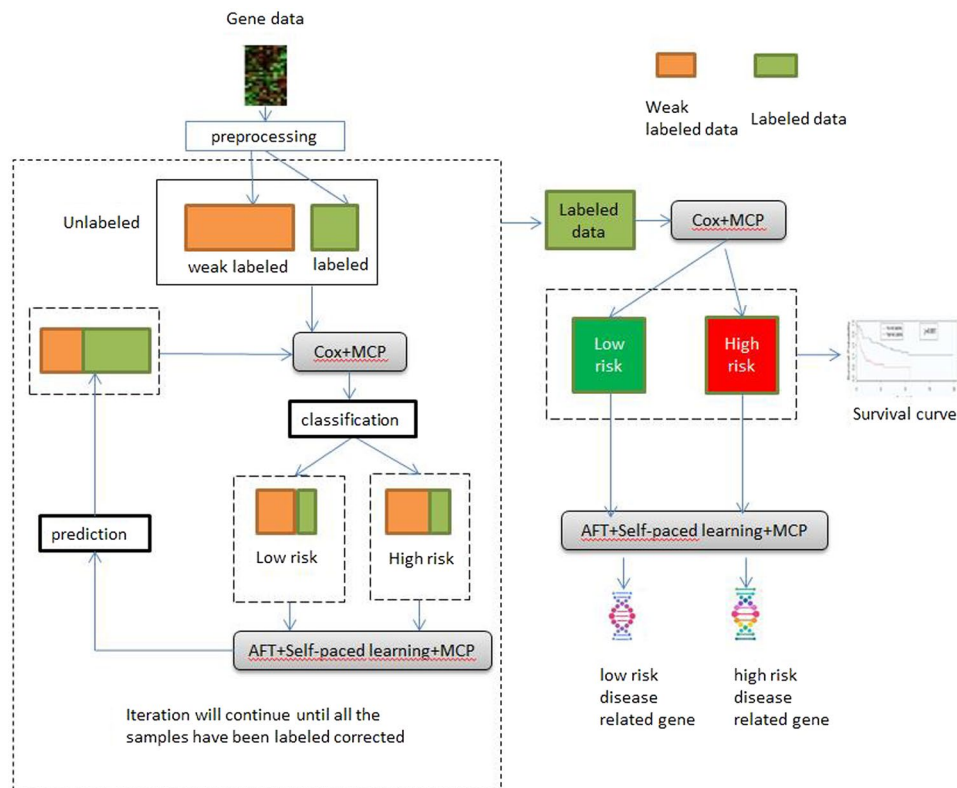 Gene data
Weak
labeled data
Labeled data
preprocessing
Unlabeled
weak labeled
labeled
Labeled
data
Cox+MCP
Cox+MCP
classification
Low
risk
High
risk
Survival curve
Low risk
High risk
prediction
AFT+Self-paced learning+MCP
AFT+Self-paced learning+MCP
low risk
disease
related gene
high risk
disease
related gene
Iteration will continue until all the
samples have been labeled corrected